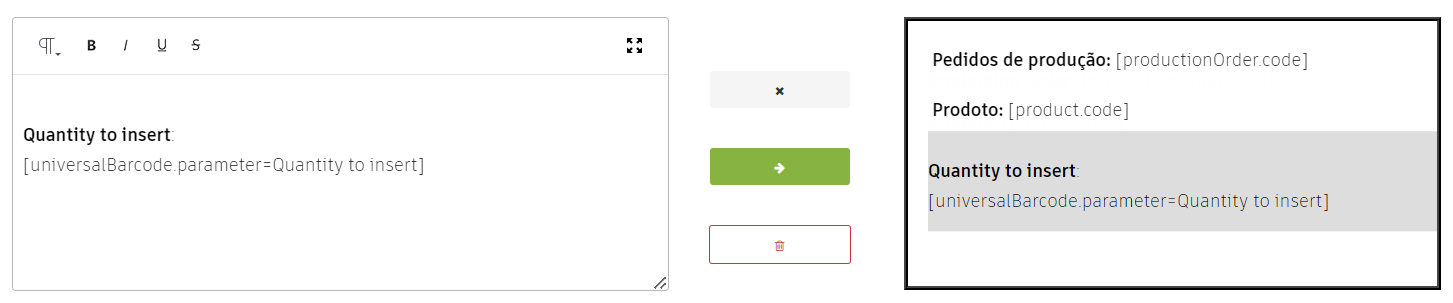 B I U S
Quantity to insert:
[universalBarcode.parameter=Quantity to insert]
Pedidos de produção: [productionOrder.code]
Prodoto: [product.code]
Quantity to insert:
[universalBarcode.parameter=Quantity to insert]